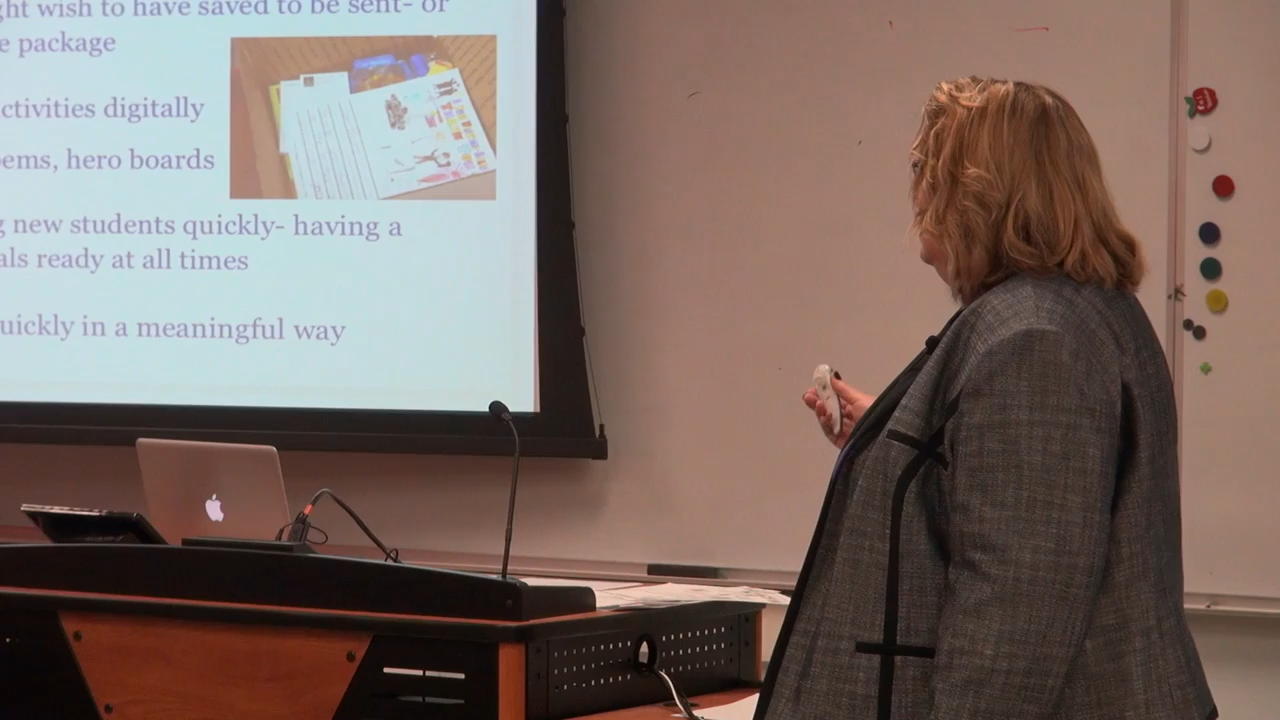 ght wish to have saved to be sent- or
e package
ctivities digitally
ems, hero boards
g new students quickly- having a
als ready at all times
uickly in a meaningful way